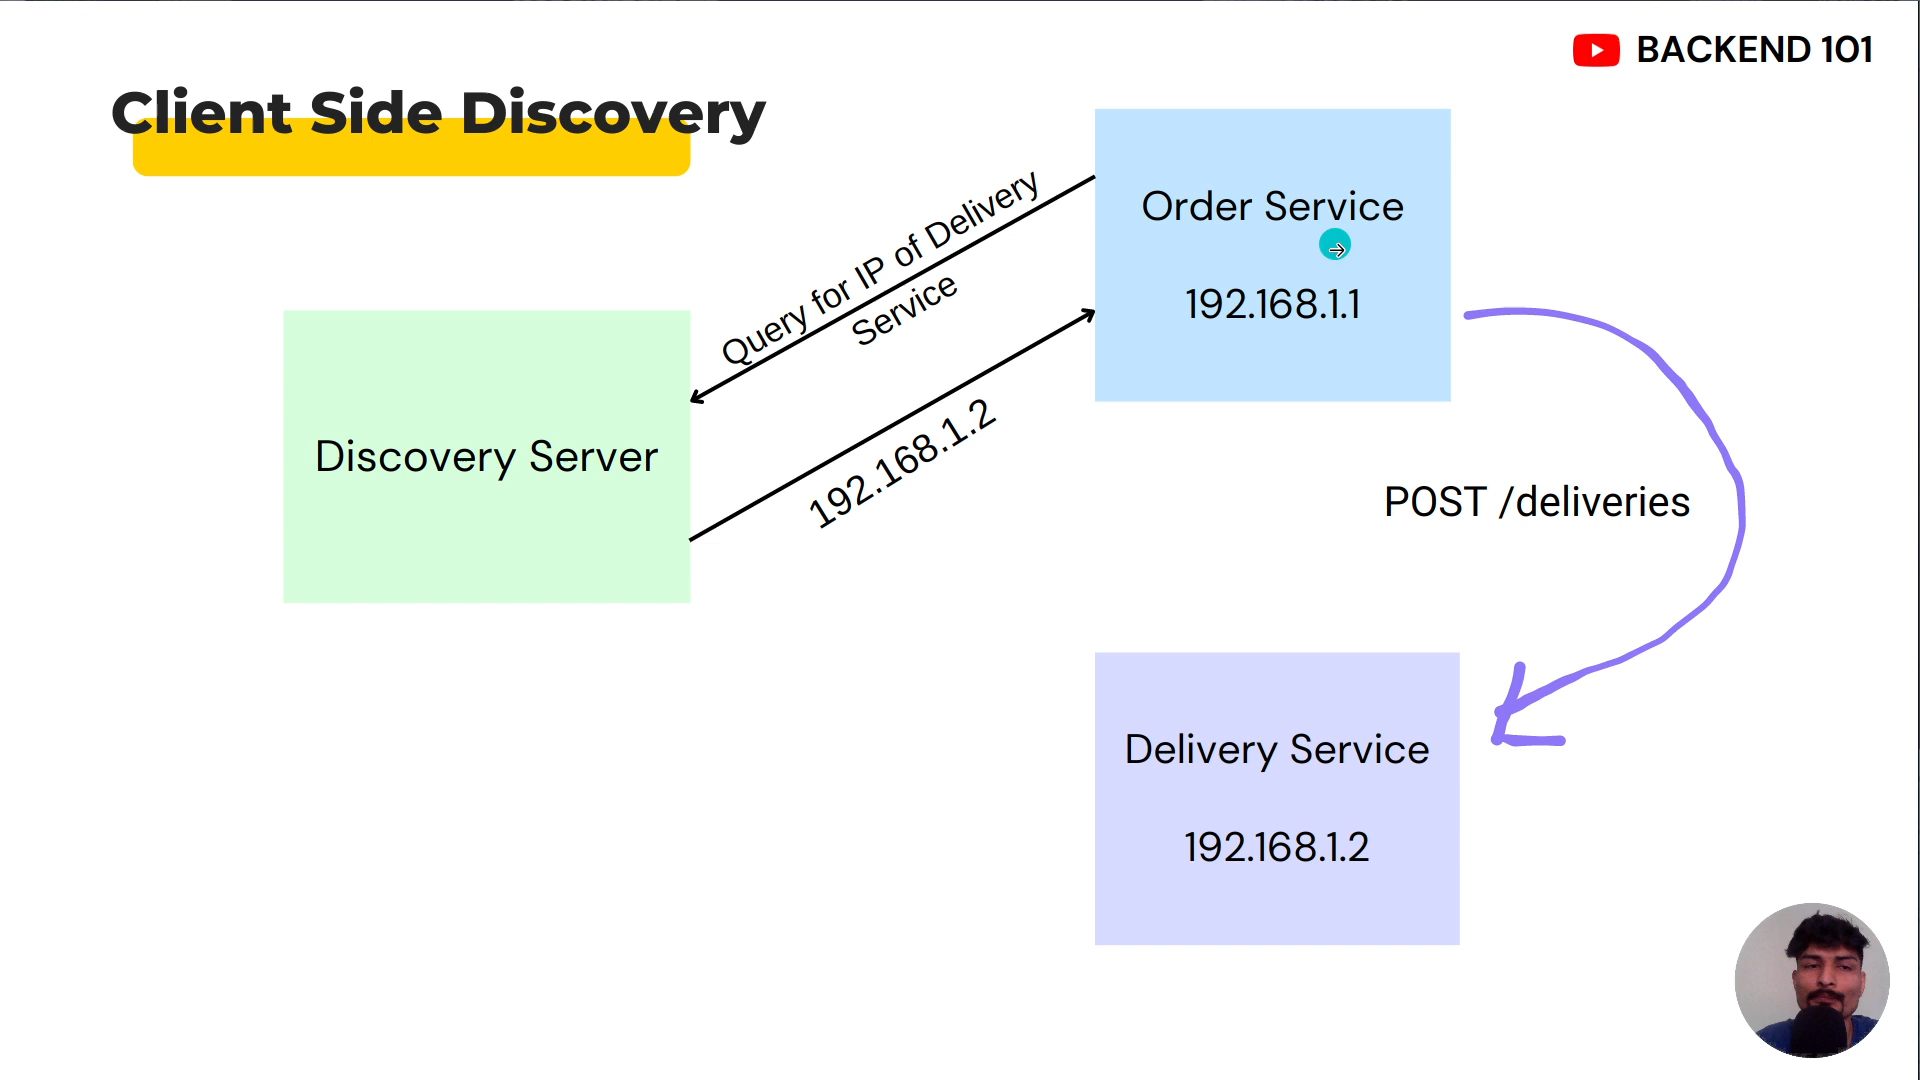 BACKEND 101
Client Side Discovery
Query for IP of Delivery
Service
192.168.1.2
Order Service
192.168.1.1
Discovery Server
POST /deliveries
Delivery Service
192.168.1.2